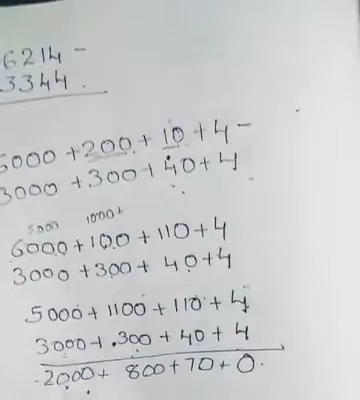 6214 -
3344
6000 + 200 + 10 + 4 -
3000 + 300 + 40 + 4
5000 1000+
6000 + 100 + 110 + 4
3000 + 300 + 40 + 4
5000 + 1100 + 110 + 4
3000 + 300 + 40 + 4
2000 + 800 + 70 + 0